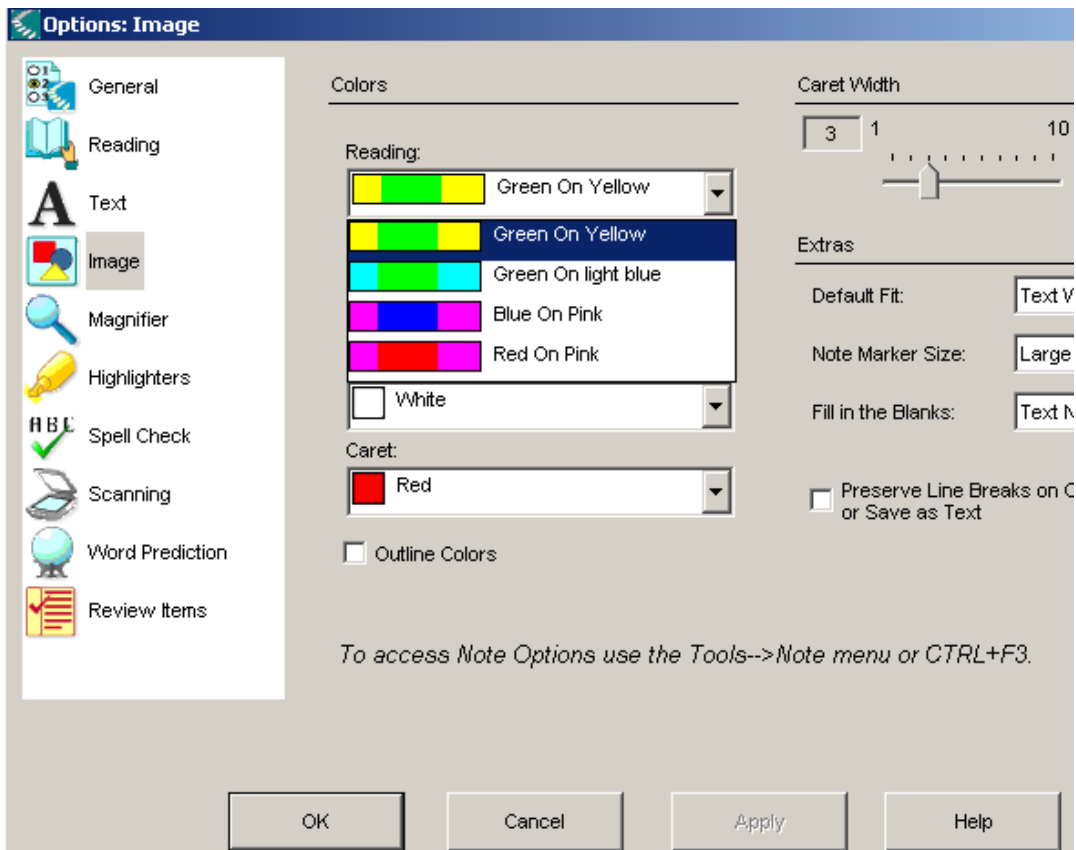 Options: Image
General
Reading
Text
Image
Magnifier
Highlighters
ABC
Spell Check
Scanning
Word Prediction
Review Items
Colors
Reading:
Green On Yellow
Green On Yellow
Green On light blue
Blue On Pink
Red On Pink
White
Caret:
Red
Outline Colors
Caret Width
3 1 10
Extras
Default Fit: Text
Note Marker Size: Large
Fill in the Blanks: Text
Preserve Line Breaks on
or Save as Text
To access Note Options use the Tools-->Note menu or CTRL+F3.
OK Cancel Apply Help